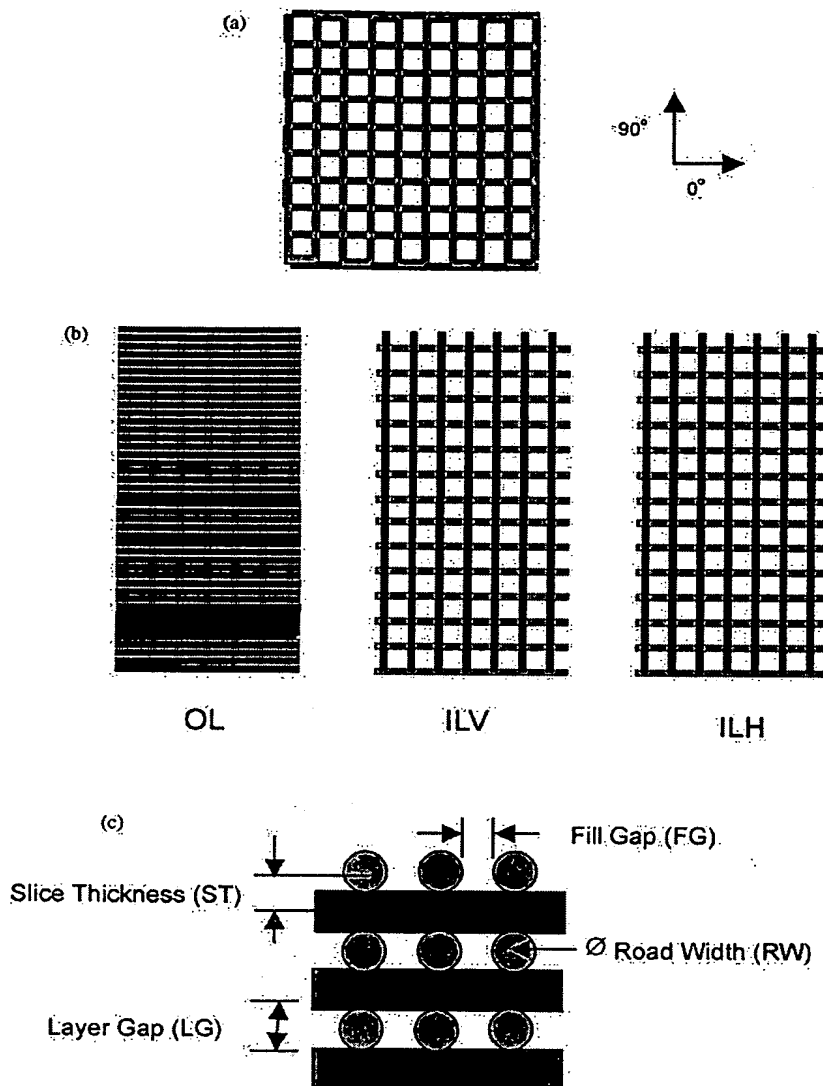 (a)
-90°
0°
(b)
OL ILV ILH
(c)
Fill Gap (FG)
Slice Thickness (ST)
Ø Road Width (RW)
Layer Gap (LG)